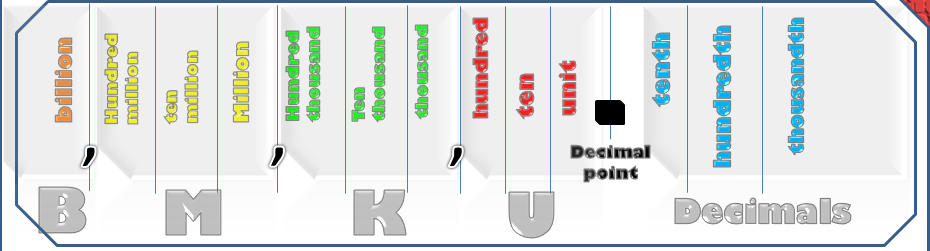 billion
Hundred
million
ten
million
Million
Hundred
thousand
Ten
thousand
thousand
hundred
ten
unit
tenth
hundredth
thousandth
, , ,
Decimal
point
B M K U Decimals